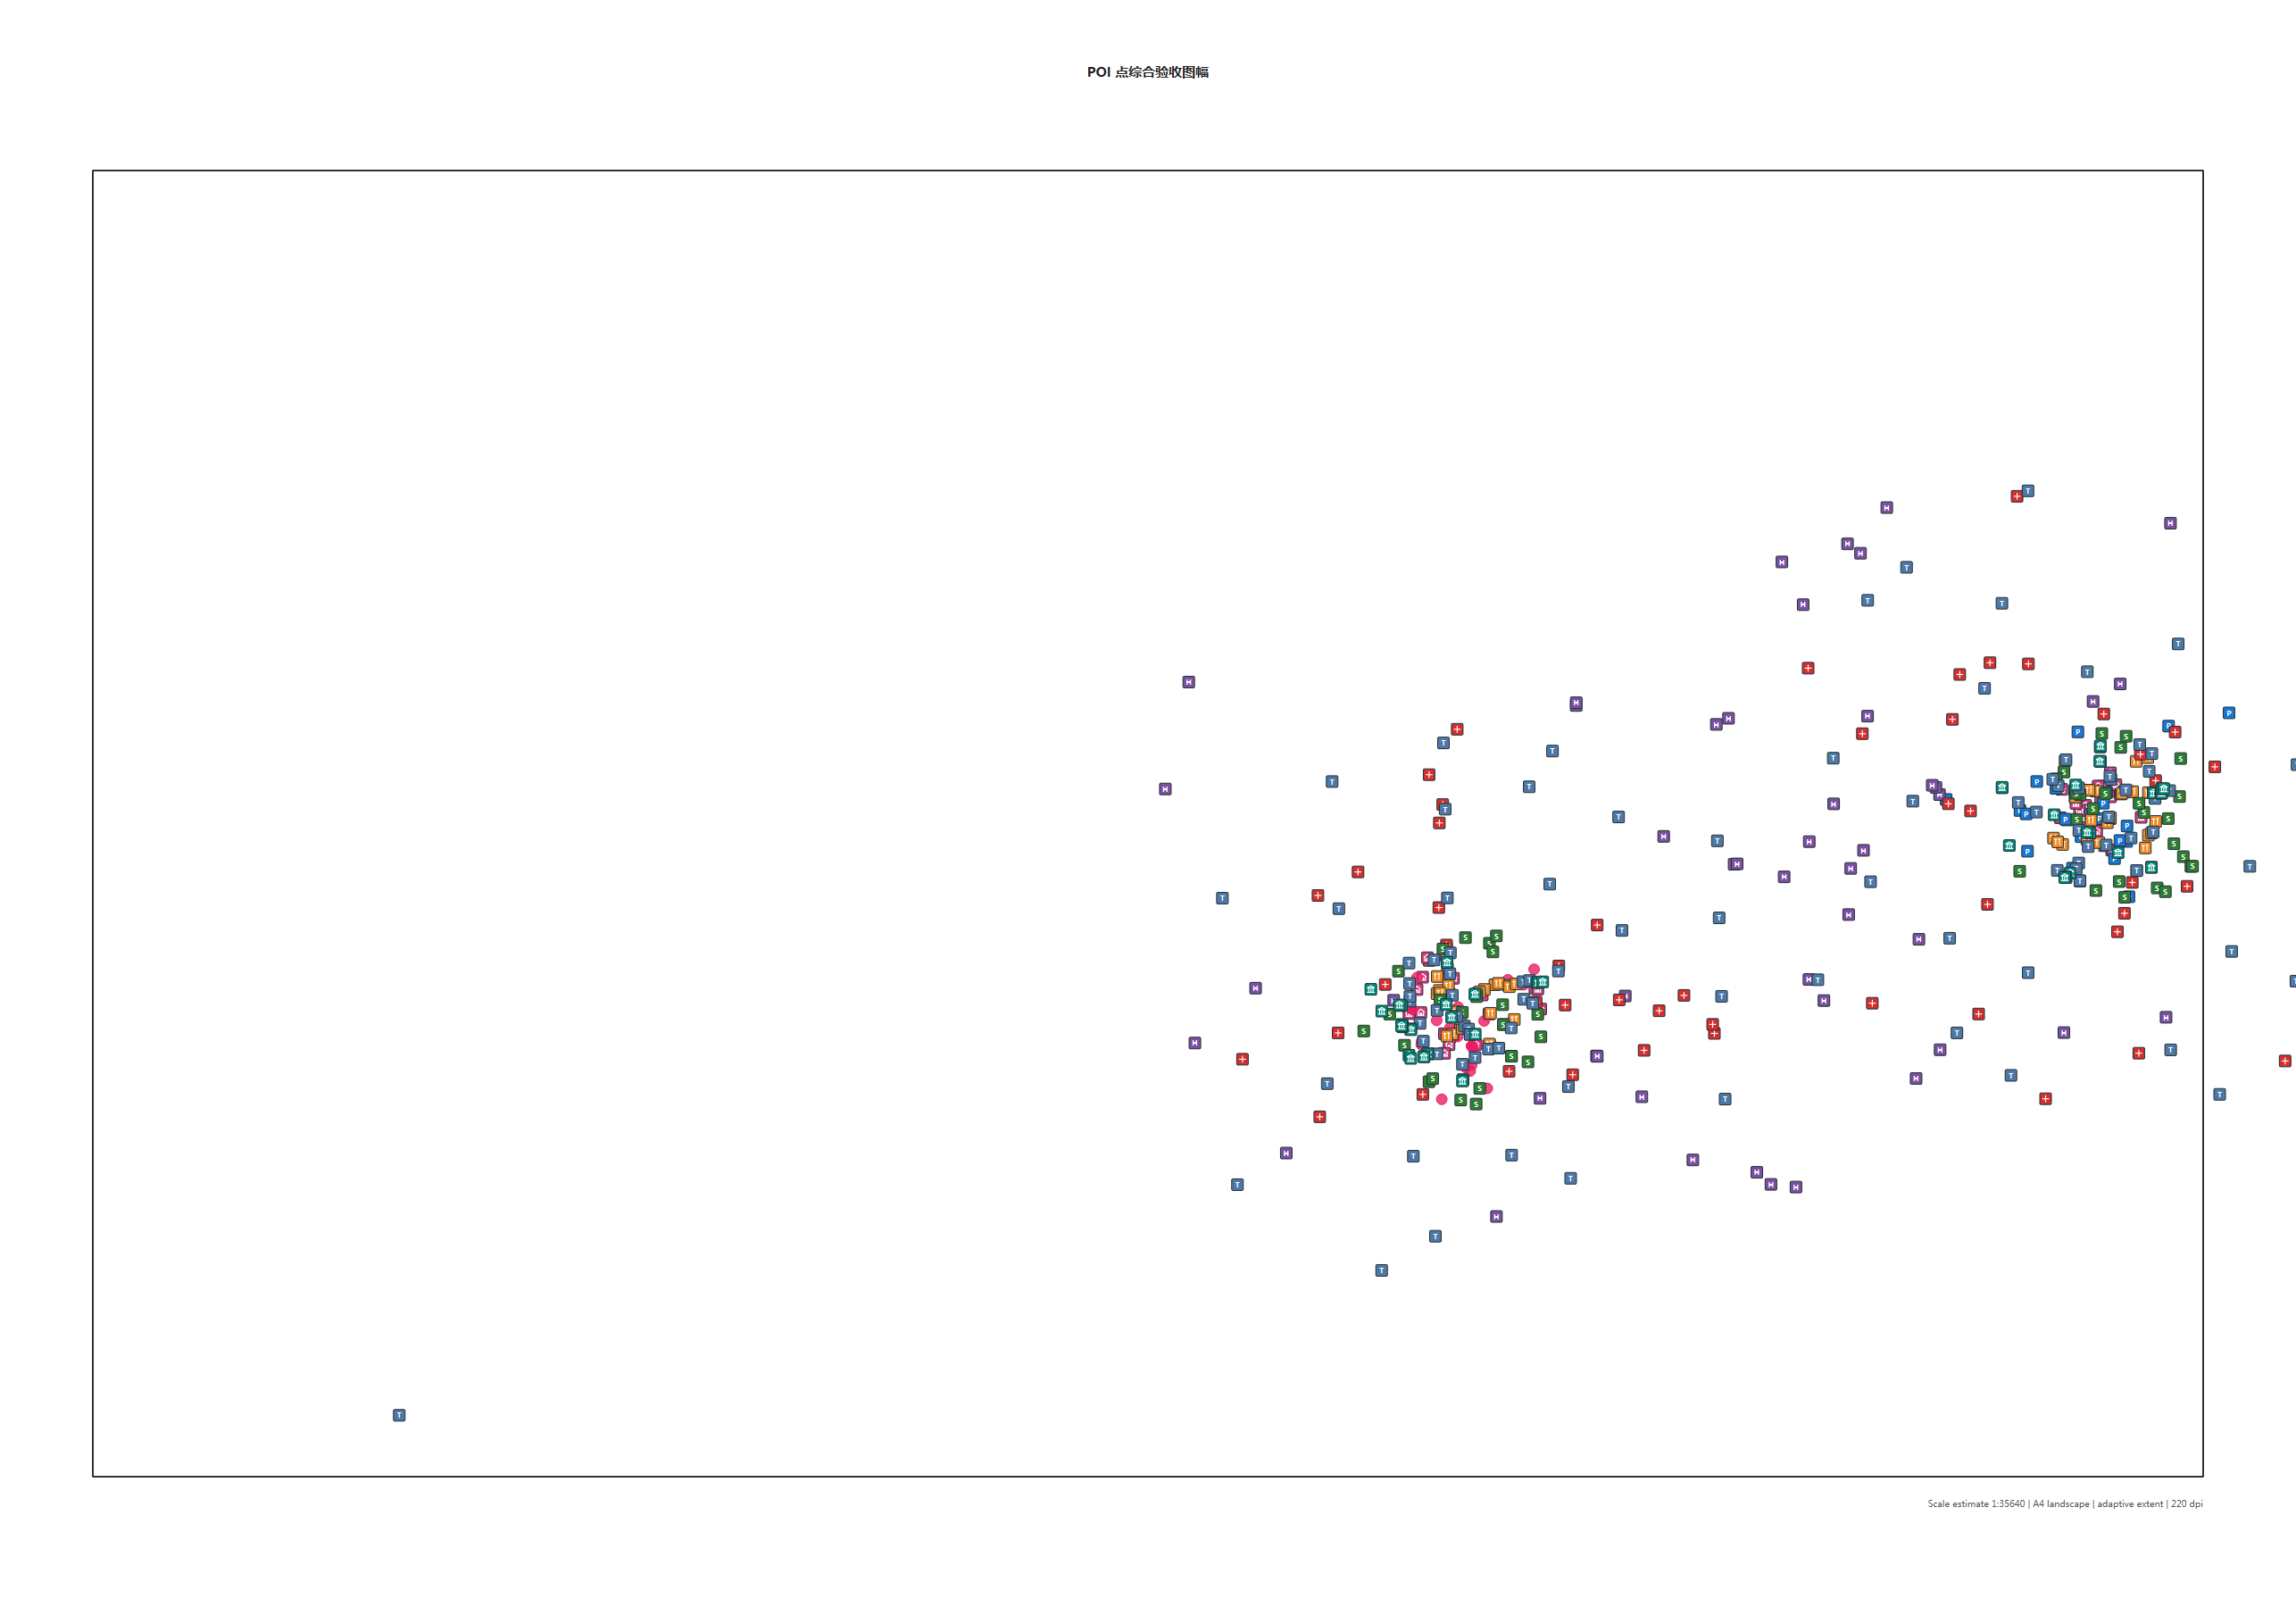 POI 点综合验收图幅
Scale estimate 1:35640 | A4 landscape | adaptive extent | 220 dpi